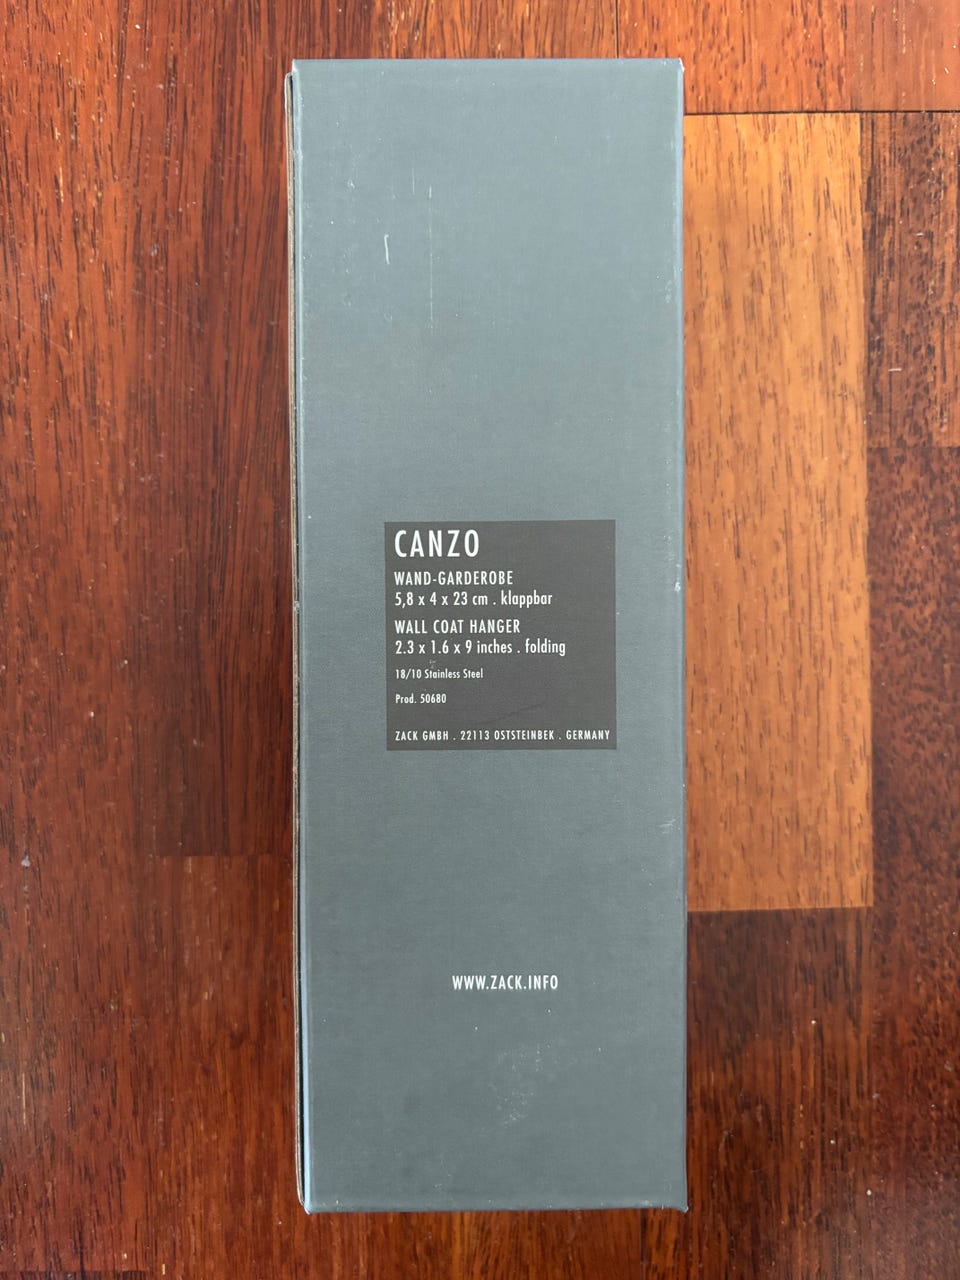 CANZO
WAND-GARDEROBE
5,8 x 4 x 23 cm . klappbar
WALL COAT HANGER
2.3 x 1.6 x 9 inches . folding
18/10 Stainless Steel
Prod. 50680
ZACK GMBH . 22113 OSTSTEINBEK . GERMANY
WWW.ZACK.INFO